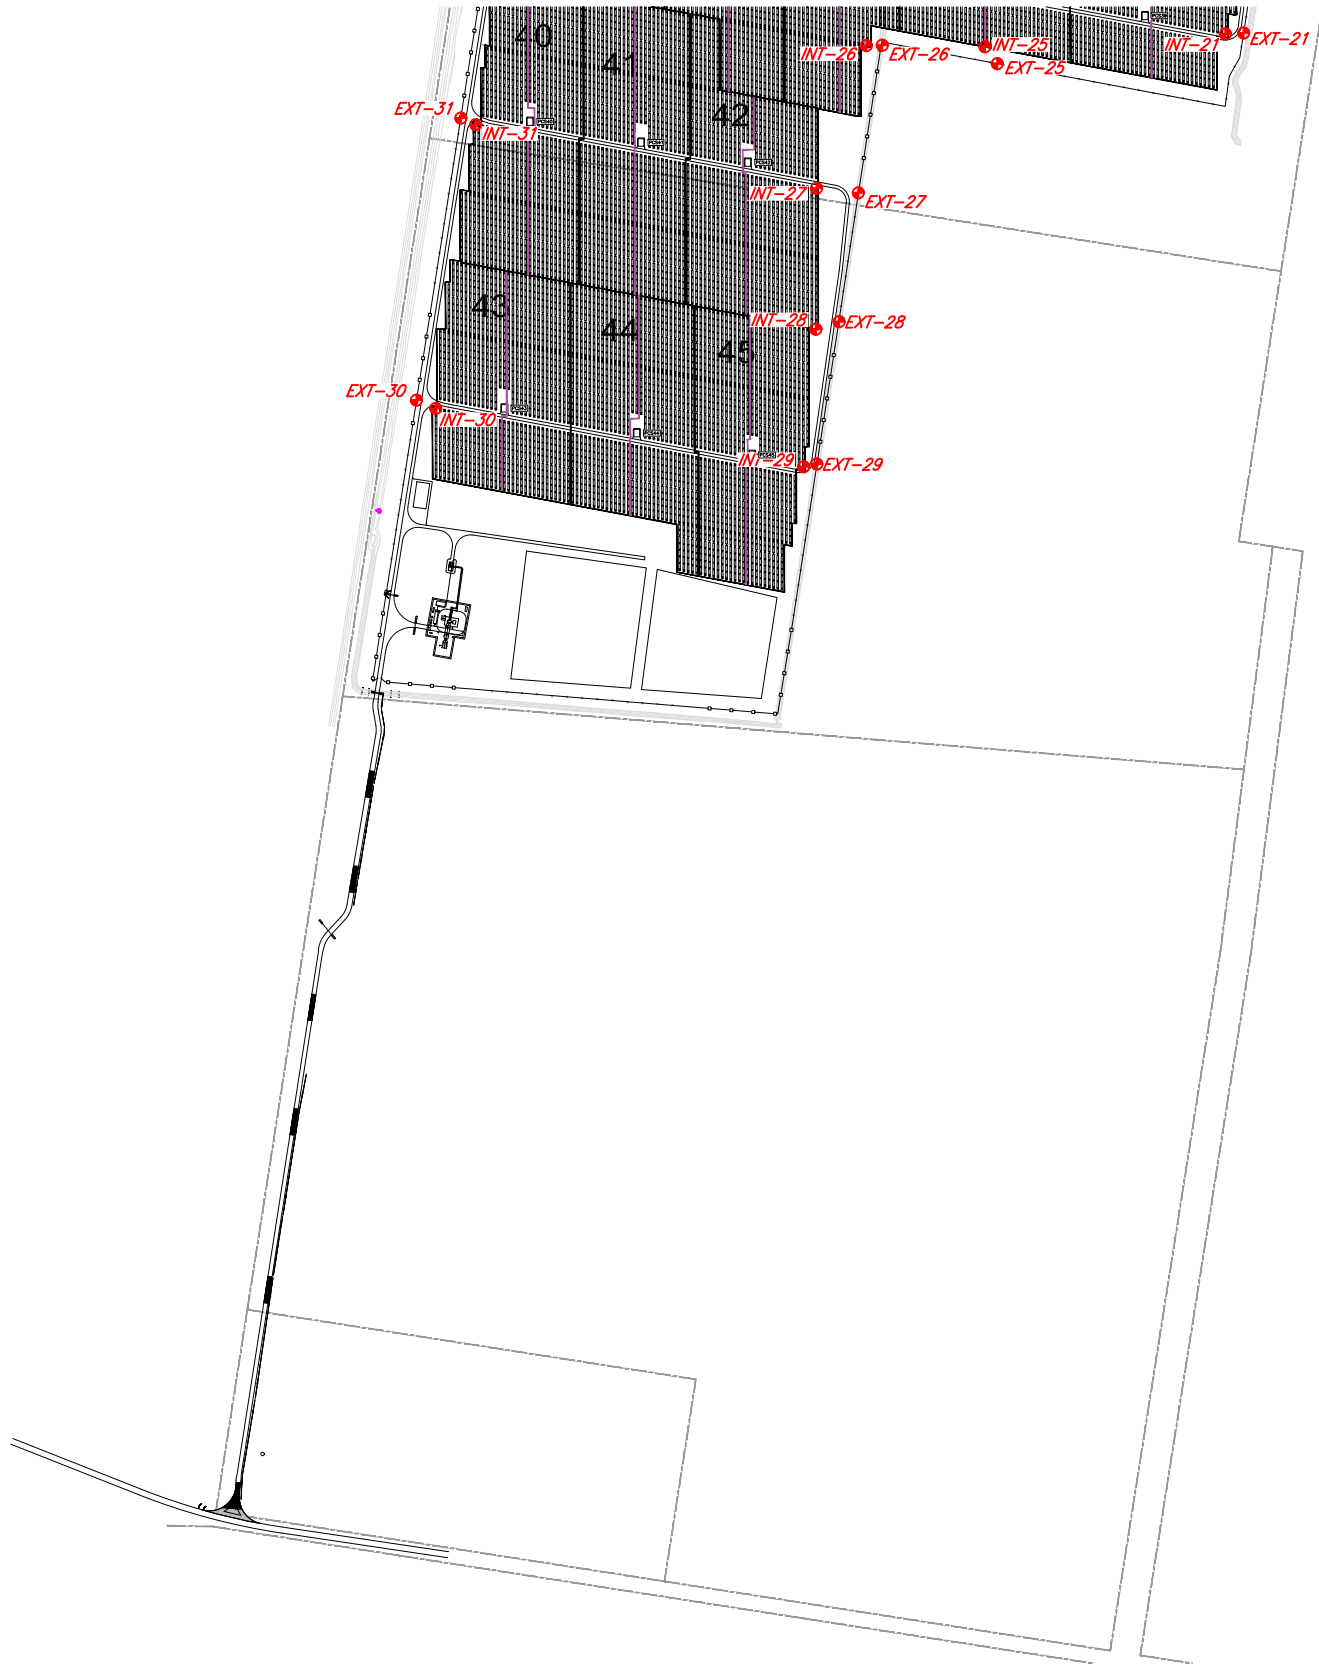 40
INT-21
EXT-21
INT-26
EXT-26
INT-25
41
EXT-25
EXT-31
42
INT-31
INT-27
EXT-27
43
INT-28
EXT-28
44
45
EXT-30
INT-30
INT-29
EXT-29